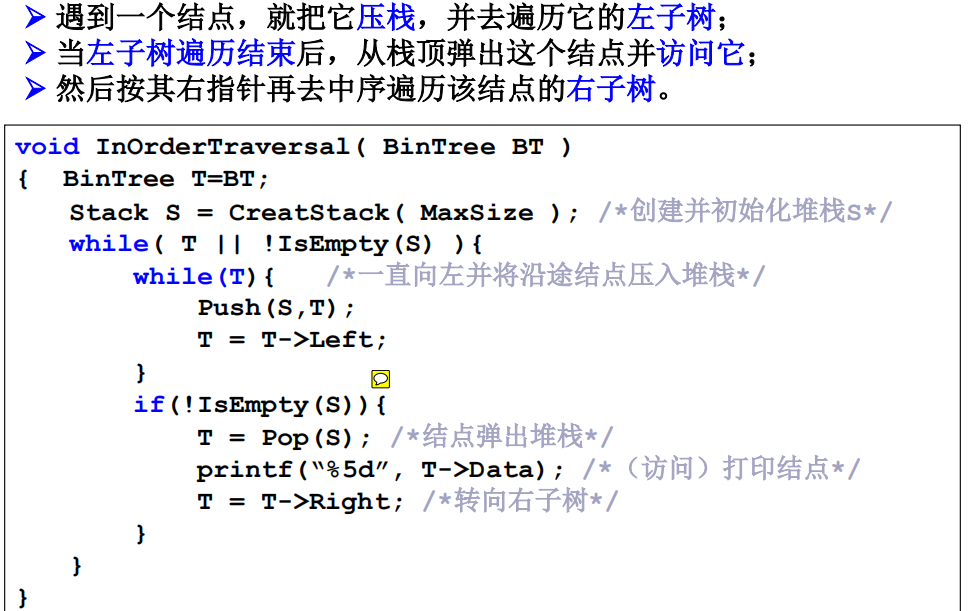 ➤ 遇到一个结点，就把它压栈，并去遍历它的左子树；
➤ 当左子树遍历结束后，从栈顶弹出这个结点并访问它；
➤ 然后按其右指针再去中序遍历该结点的右子树。
void InOrderTraversal( BinTree BT )
{  BinTree T=BT;
   Stack S = CreatStack( MaxSize ); /*创建并初始化堆栈S*/
   while( T || !IsEmpty(S) ){
       while(T){   /*一直向左并将沿途结点压入堆栈*/
           Push(S,T);
           T = T->Left;
       }
       if(!IsEmpty(S)){
           T = Pop(S); /*结点弹出堆栈*/
           printf(“%5d”, T->Data); /*（访问）打印结点*/
           T = T->Right; /*转向右子树*/
       }
   }
}